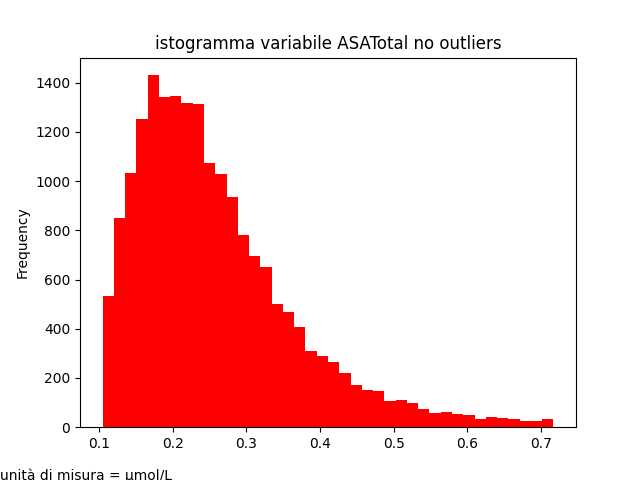 istogramma variabile ASATotal no outliers
1400
1200
1000
800
600
400
200
0
Frequency
0.1 0.2 0.3 0.4 0.5 0.6 0.7
unità di misura = µmol/L